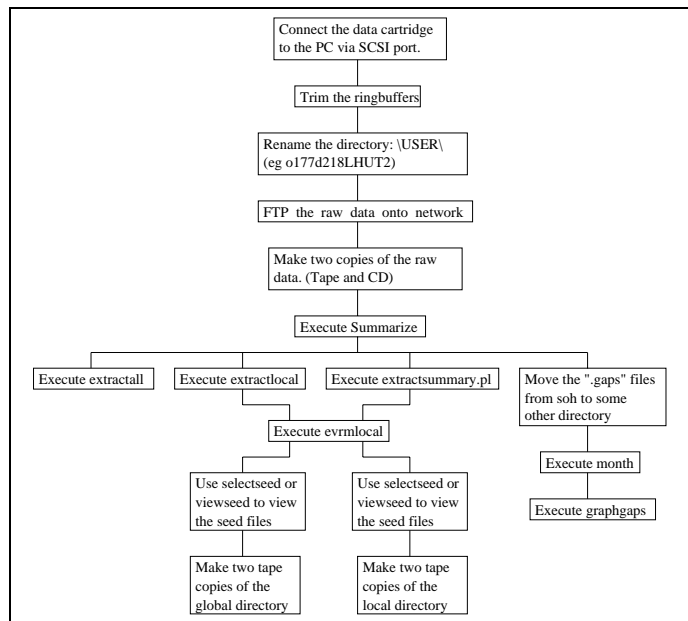 Connect the data cartridge
to the PC via SCSI port.
Trim the ringbuffers
Rename the directory: \USER\
(eg o177d218LHUT2)
FTP the raw data onto network
Make two copies of the raw
data. (Tape and CD)
Execute Summarize
Execute extractall
Execute extractlocal
Execute extractsummary.pl
Move the ".gaps" files
from soh to some
other directory
Execute evrmlocal
Execute month
Use selectseed or
viewseed to view
the seed files
Use selectseed or
viewseed to view
the seed files
Execute graphgaps
Make two tape
copies of the
global directory
Make two tape
copies of the
local directory